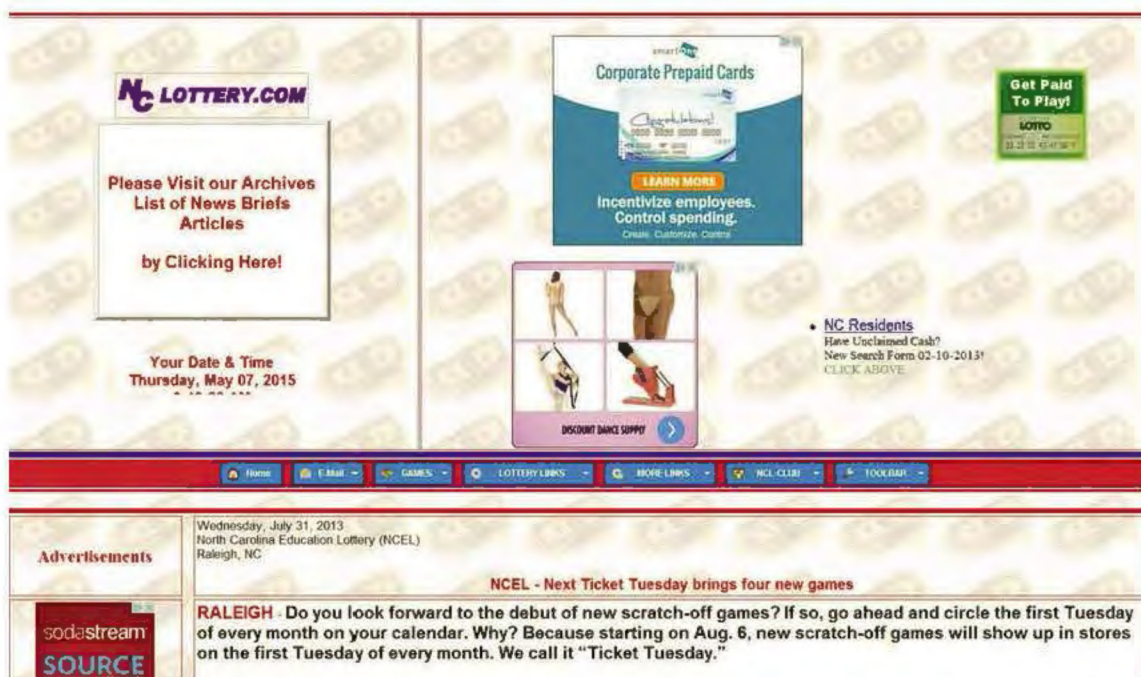 NC LOTTERY.COM
Please Visit our Archives
List of News Briefs
Articles
by Clicking Here!
Your Date & Time
Thursday, May 07, 2015
smartOne
Corporate Prepaid Cards
Congratulations!
LEARN MORE
Incentivize employees.
Control spending.
Create. Customize. Control
Get Paid
To Play!
LOTTO
DISCOUNT DANCE SUPPLY
NC Residents
Have Unclaimed Cash?
New Search Form 02-10-2013!
CLICK ABOVE
Home E-Mail GAMES LOTTERY LINKS MORE LINKS NCL-CLUB TOOLBAR
Advertisements
sodastream
SOURCE
Wednesday, July 31, 2013
North Carolina Education Lottery (NCEL)
Raleigh, NC
NCEL - Next Ticket Tuesday brings four new games
RALEIGH - Do you look forward to the debut of new scratch-off games? If so, go ahead and circle the first Tuesday
of every month on your calendar. Why? Because starting on Aug. 6, new scratch-off games will show up in stores
on the first Tuesday of every month. We call it “Ticket Tuesday.”